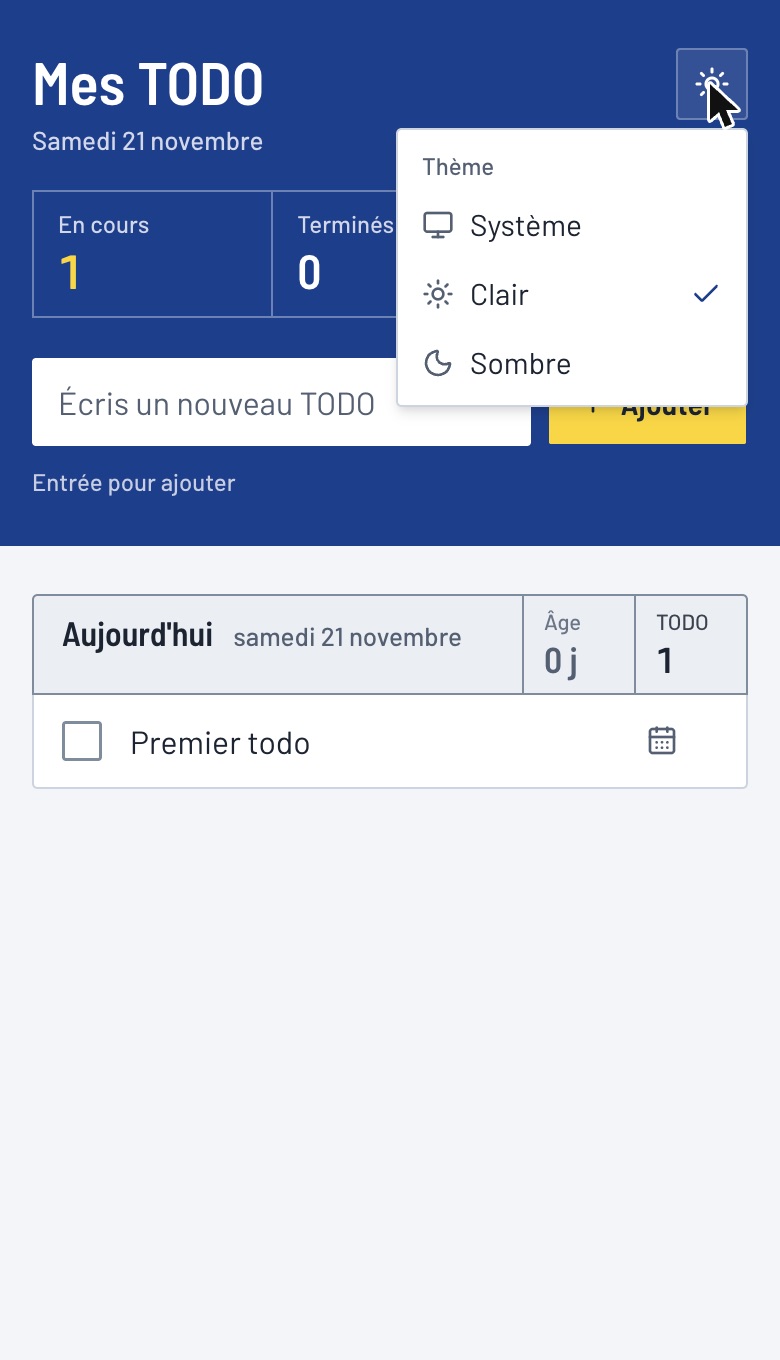 Mes TODO
Samedi 21 novembre
Thème
Système
Clair
Sombre
En cours
1
Terminés
0
Écris un nouveau TODO
Ajouter
Entrée pour ajouter
Aujourd'hui samedi 21 novembre
Âge
0 j
TODO
1
Premier todo